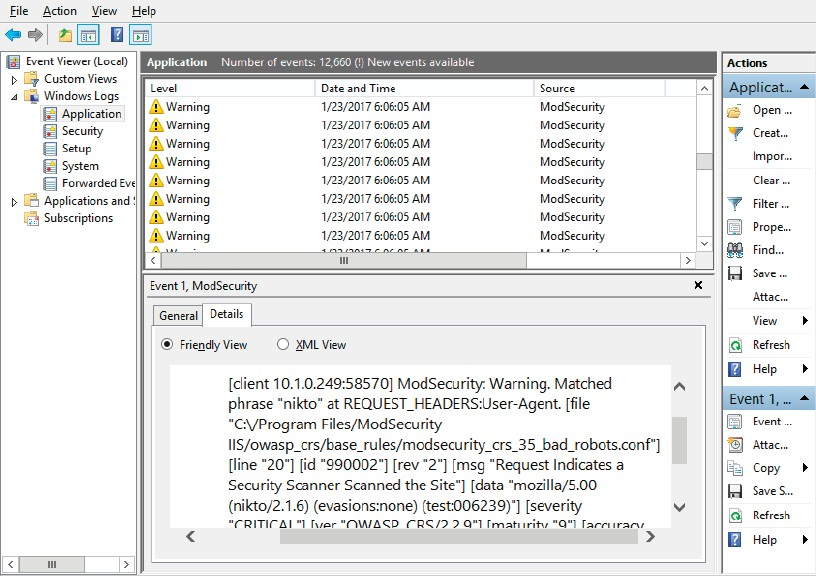 File Action View Help
Event Viewer (Local)
Custom Views
Windows Logs
Application
Security
Setup
System
Forwarded Eve
Applications and S
Subscriptions
Application Number of events: 12,660 (!) New events available
Level Date and Time Source
Warning 1/23/2017 6:06:05 AM ModSecurity
Warning 1/23/2017 6:06:05 AM ModSecurity
Warning 1/23/2017 6:06:05 AM ModSecurity
Warning 1/23/2017 6:06:05 AM ModSecurity
Warning 1/23/2017 6:06:05 AM ModSecurity
Warning 1/23/2017 6:06:05 AM ModSecurity
Warning 1/23/2017 6:06:05 AM ModSecurity
Warning 1/23/2017 6:06:05 AM ModSecurity
Event 1, ModSecurity
General Details
Friendly View XML View
[client 10.1.0.249:58570] ModSecurity: Warning. Matched
phrase "nikto" at REQUEST_HEADERS:User-Agent. [file
"C:\/Program Files/ModSecurity
IIS/owasp_crs/base_rules/modsecurity_crs_35_bad_robots.conf"]
[line "20"] [id "990002"] [rev "2"] [msg "Request Indicates a
Security Scanner Scanned the Site"] [data "mozilla/5.00
(nikto/2.1.6) (evasions:none) (test:006239)"] [severity
"CRITICAL"] [ver "OWASP_CRS/2.2.9"] [maturity "9"] [accuracy
Actions
Applicat...
Open ...
Creat...
Impor...
Clear ...
Filter ...
Prope...
Find...
Save ...
Attac...
View
Refresh
Help
Event 1, ...
Event ...
Attac...
Copy
Save S...
Refresh
Help